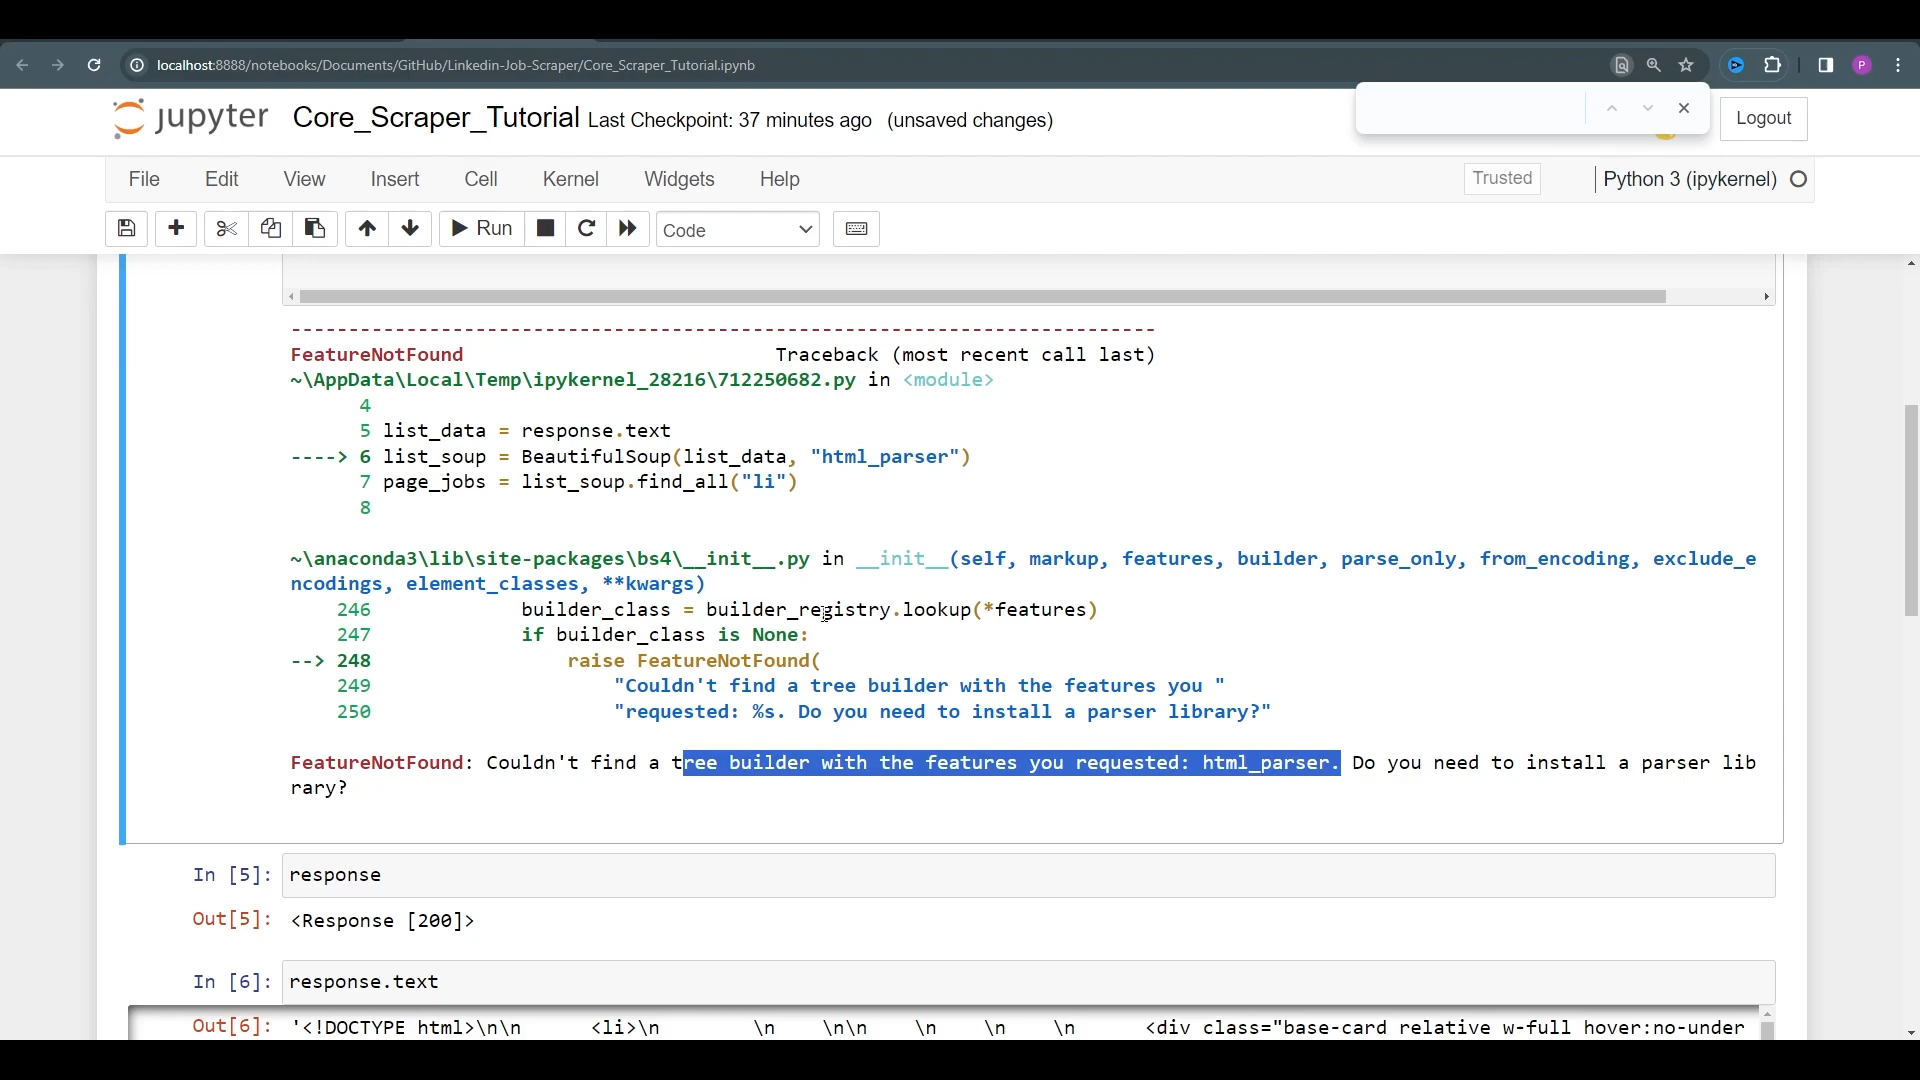 localhost:8888/notebooks/Documents/GitHub/Linkedin-Job-Scraper/Core_Scraper_Tutorial.ipynb
P
jupyter Core_Scraper_Tutorial Last Checkpoint: 37 minutes ago (unsaved changes)
Logout
File Edit View Insert Cell Kernel Widgets Help
Trusted
Python 3 (ipykernel)
Run
Code
---------------------------------------------------------------------------
FeatureNotFound                           Traceback (most recent call last)
~\AppData\Local\Temp\ipykernel_28216\712250682.py in <module>
      4
      5 list_data = response.text
----> 6 list_soup = BeautifulSoup(list_data, "html_parser")
      7 page_jobs = list_soup.find_all("li")
      8
~\anaconda3\lib\site-packages\bs4\__init__.py in __init__(self, markup, features, builder, parse_only, from_encoding, exclude_e
ncodings, element_classes, **kwargs)
    246             builder_class = builder_registry.lookup(*features)
    247             if builder_class is None:
--> 248                 raise FeatureNotFound(
    249                     "Couldn't find a tree builder with the features you "
    250                     "requested: %s. Do you need to install a parser library?"
FeatureNotFound: Couldn't find a tree builder with the features you requested: html_parser. Do you need to install a parser lib
rary?
In [5]: response
Out[5]: <Response [200]>
In [6]: response.text
Out[6]: '<!DOCTYPE html>\n\n      <li>\n        \n    \n\n    \n    \n    \n      <div class="base-card relative w-full hover:no-under